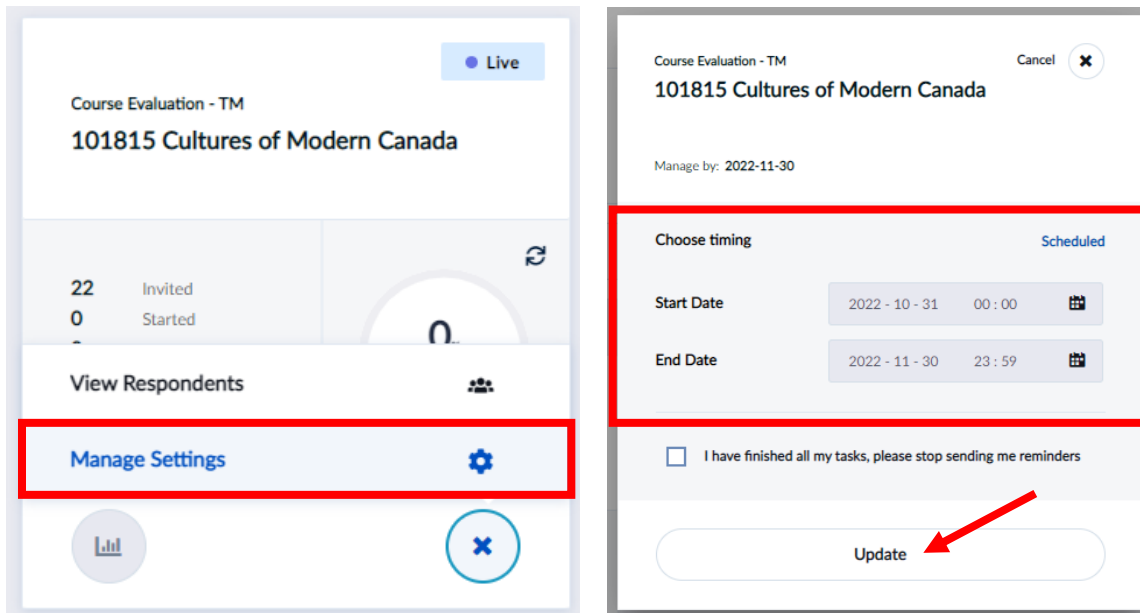 Live
Course Evaluation - TM
101815 Cultures of Modern Canada
22 Invited
0 Started
0
View Respondents
Manage Settings
Course Evaluation - TM
Cancel
101815 Cultures of Modern Canada
Manage by: 2022-11-30
Choose timing
Scheduled
Start Date
2022 - 10 - 31 00 : 00
End Date
2022 - 11 - 30 23 : 59
I have finished all my tasks, please stop sending me reminders
Update